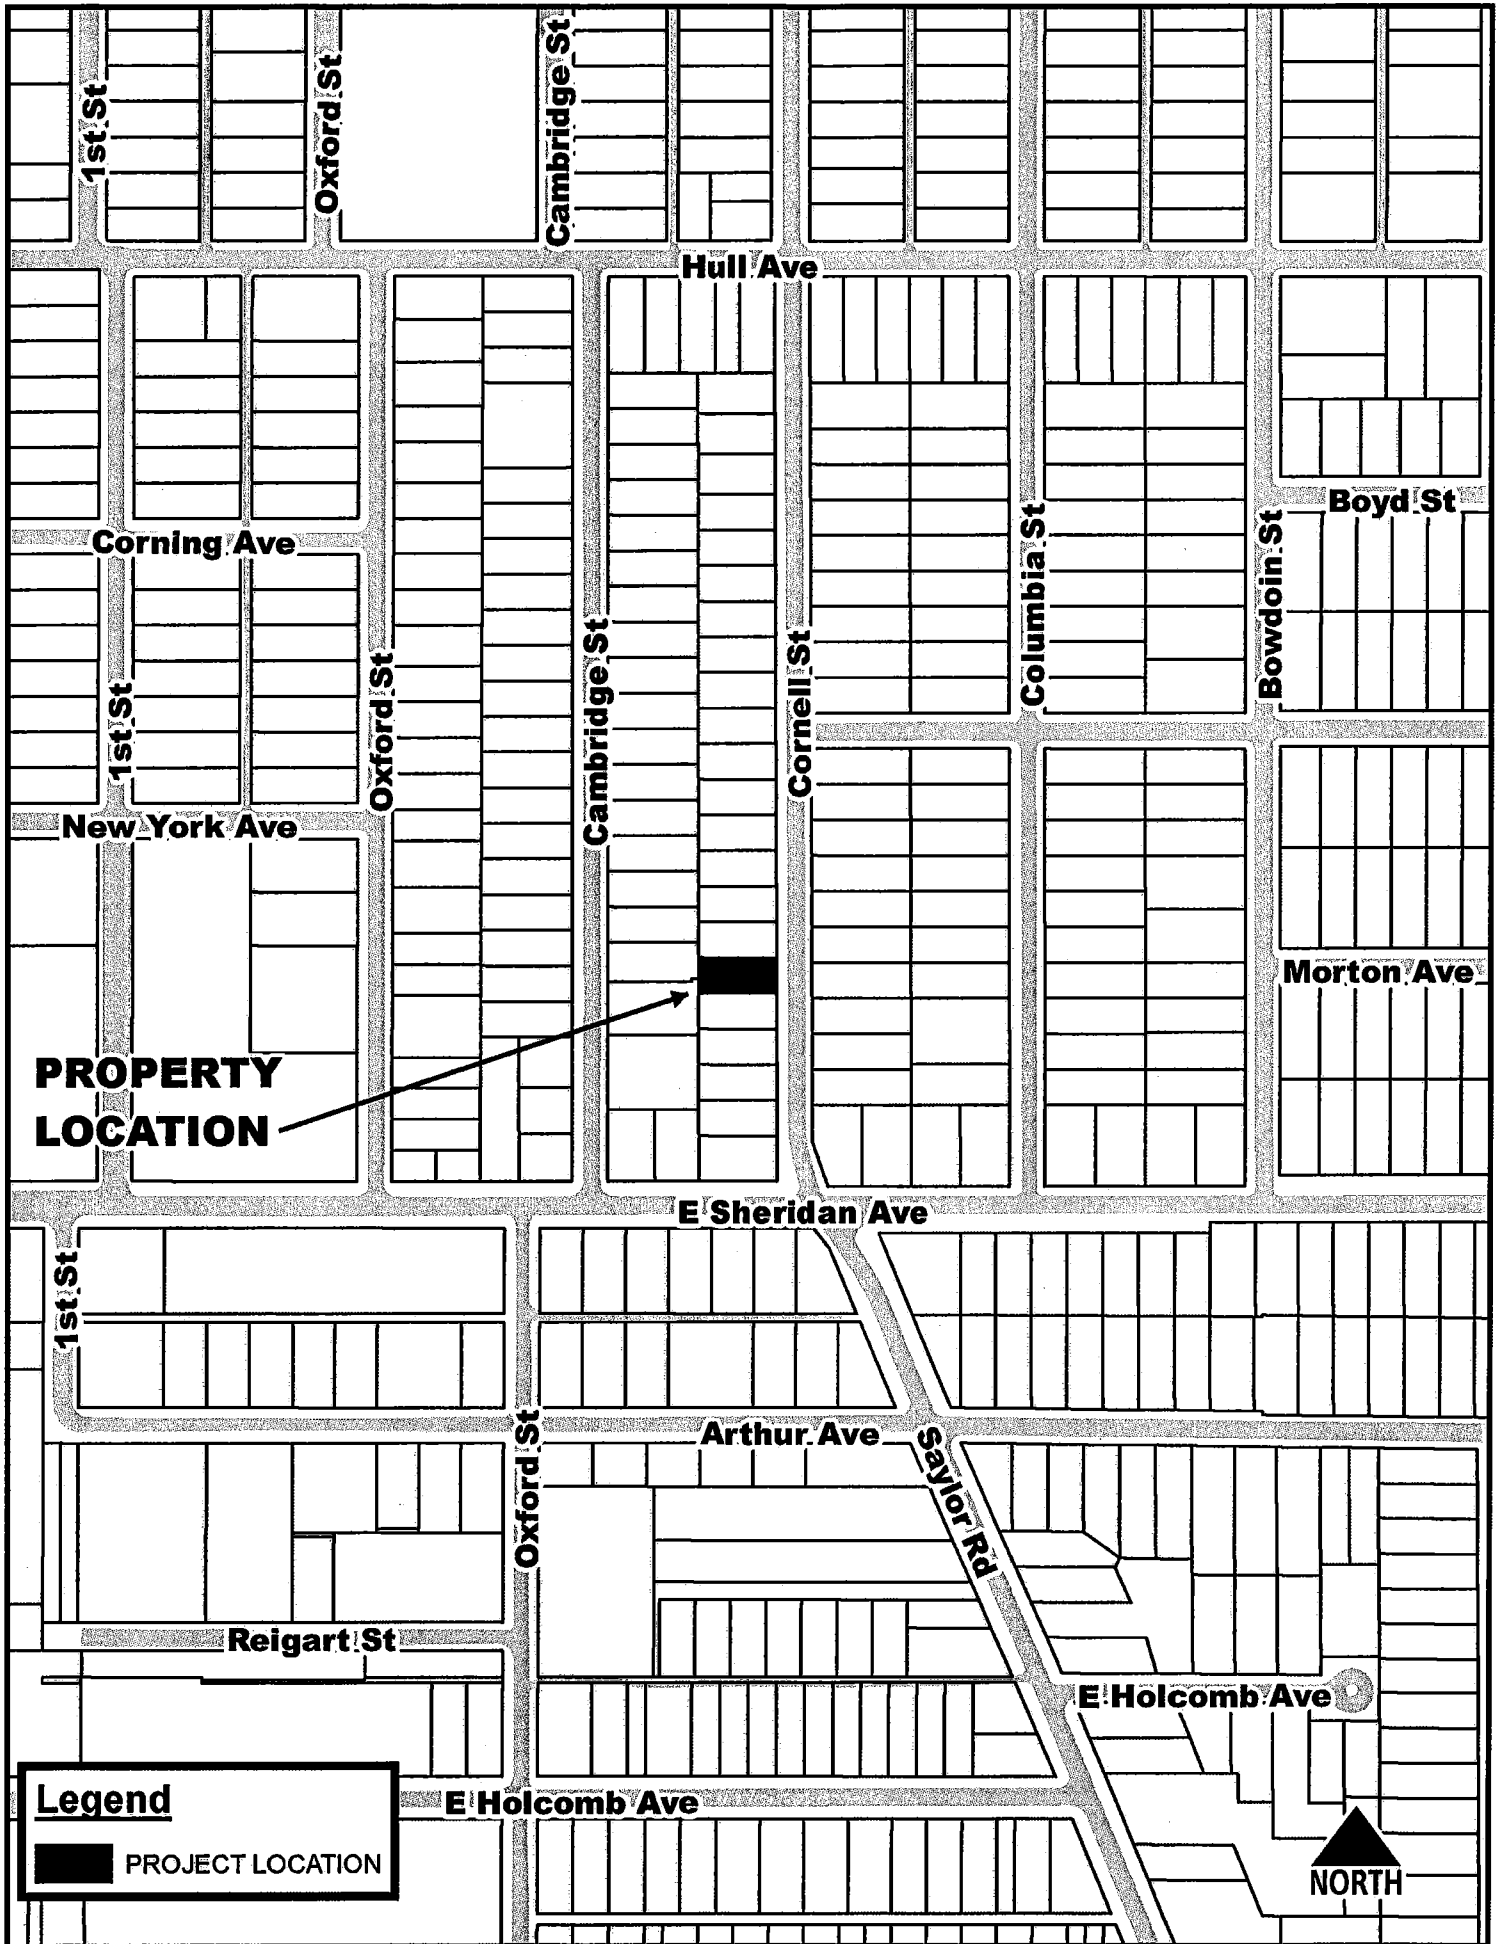 1st St
Oxford St
Cambridge St
Hull Ave
Boyd St
Corning Ave
Columbia St
Bowdoin St
Cambridge St
Cornell St
Oxford St
1st St
New York Ave
Morton Ave
PROPERTY
LOCATION
E Sheridan Ave
1st St
Arthur Ave
Oxford St
Saylor Rd
Reigart St
E Holcomb Ave
E Holcomb Ave
Legend
PROJECT LOCATION
NORTH